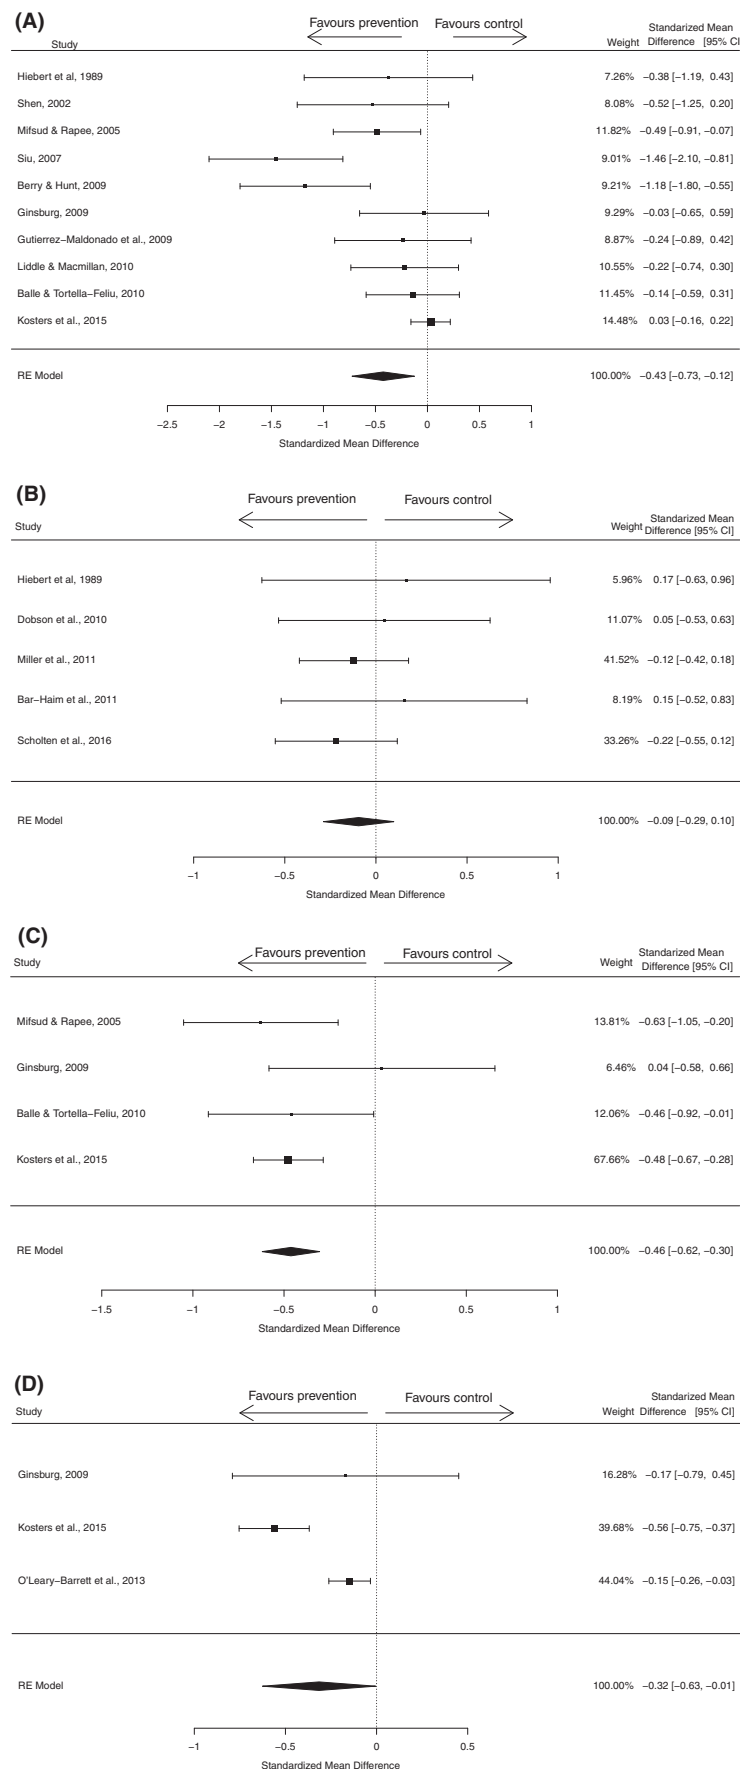 (A)
Favours prevention Favours control
Study Weight Standardized Mean Difference [95% CI
Hiebert et al, 1989 7.26% −0.38 [−1.19, 0.43]
Shen, 2002 8.08% −0.52 [−1.25, 0.20]
Mifsud & Rapee, 2005 11.82% −0.49 [−0.91, −0.07]
Siu, 2007 9.01% −1.46 [−2.10, −0.81]
Berry & Hunt, 2009 9.21% −1.18 [−1.80, −0.55]
Ginsburg, 2009 9.29% −0.03 [−0.65, 0.59]
Gutierrez−Maldonado et al., 2009 8.87% −0.24 [−0.89, 0.42]
Liddle & Macmillan, 2010 10.55% −0.22 [−0.74, 0.30]
Balle & Tortella−Feliu, 2010 11.45% −0.14 [−0.59, 0.31]
Kosters et al., 2015 14.48% 0.03 [−0.16, 0.22]
RE Model 100.00% −0.43 [−0.73, −0.12]
−2.5 −2 −1.5 −1 −0.5 0 0.5 1
Standardized Mean Difference
(B)
Favours prevention Favours control
Study Weight Standardized Mean Difference [95% CI]
Hiebert et al, 1989 5.96% 0.17 [−0.63, 0.96]
Dobson et al., 2010 11.07% 0.05 [−0.53, 0.63]
Miller et al., 2011 41.52% −0.12 [−0.42, 0.18]
Bar−Haim et al., 2011 8.19% 0.15 [−0.52, 0.83]
Scholten et al., 2016 33.26% −0.22 [−0.55, 0.12]
RE Model 100.00% −0.09 [−0.29, 0.10]
−1 −0.5 0 0.5 1
Standardized Mean Difference
(C)
Favours prevention Favours control
Study Weight Standarized Mean Difference [95% CI]
Mifsud & Rapee, 2005 13.81% −0.63 [−1.05, −0.20]
Ginsburg, 2009 6.46% 0.04 [−0.58, 0.66]
Balle & Tortella−Feliu, 2010 12.06% −0.46 [−0.92, −0.01]
Kosters et al., 2015 67.66% −0.48 [−0.67, −0.28]
RE Model 100.00% −0.46 [−0.62, −0.30]
−1.5 −1 −0.5 0 0.5 1
Standardized Mean Difference
(D)
Favours prevention Favours control
Study Weight Standarized Mean Difference [95% CI]
Ginsburg, 2009 16.28% −0.17 [−0.79, 0.45]
Kosters et al., 2015 39.68% −0.56 [−0.75, −0.37]
O'Leary−Barrett et al., 2013 44.04% −0.15 [−0.26, −0.03]
RE Model 100.00% −0.32 [−0.63, −0.01]
−1 −0.5 0 0.5
Standardized Mean Difference